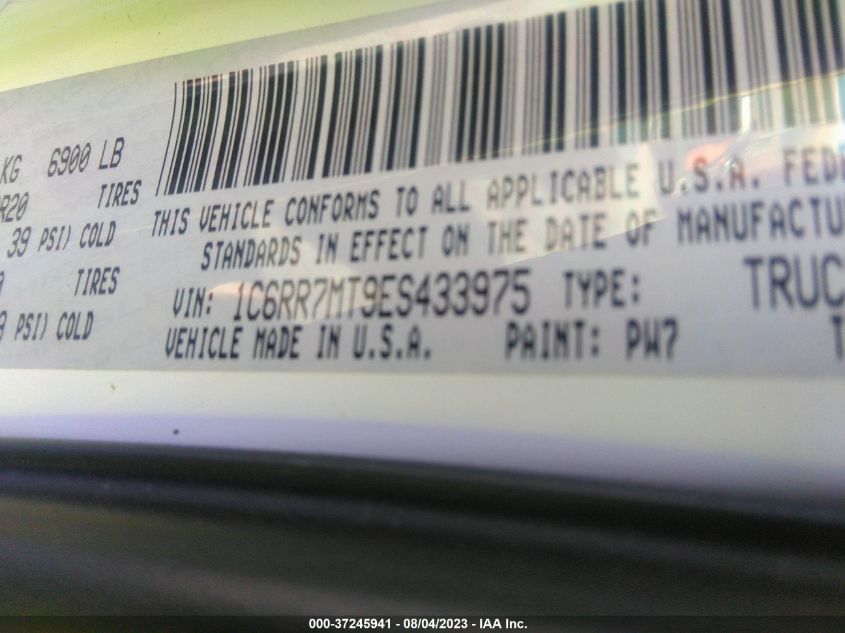 KG 6900 LB
R20 TIRES
39 PSI) COLD
TIRES
PSI) COLD
THIS VEHICLE CONFORMS TO ALL APPLICABLE U.S.A. FEDE
STANDARDS IN EFFECT ON THE DATE OF MANUFACTU
VIN: 1C6RR7MT9ES433975 TYPE: TRUC
VEHICLE MADE IN U.S.A. PAINT: PW7 T
000-37245941 - 08/04/2023 - IAA Inc.